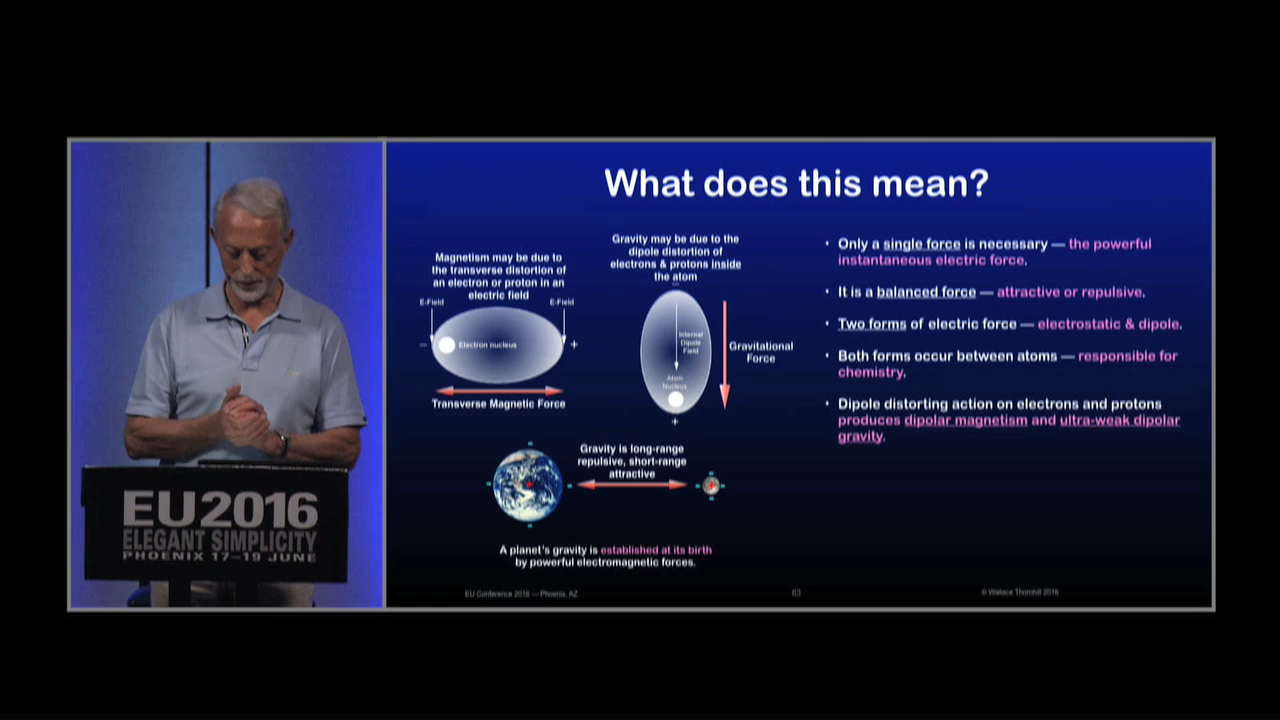 What does this mean?
Magnetism may be due to
the transverse distortion of
an electron or proton in an
electric field
E-Field
E-Field
–
Electron nucleus
+
Transverse Magnetic Force
Gravity may be due to the
dipole distortion of
electrons & protons inside
the atom
–
Internal
Dipole
Field
Atom
Nucleus
+
Gravitational
Force
Gravity is long-range
repulsive, short-range
attractive
A planet's gravity is established at its birth
by powerful electromagnetic forces.
• Only a single force is necessary — the powerful
instantaneous electric force.
• It is a balanced force — attractive or repulsive.
• Two forms of electric force — electrostatic & dipole.
• Both forms occur between atoms — responsible for
chemistry.
• Dipole distorting action on electrons and protons
produces dipolar magnetism and ultra-weak dipolar
gravity.
EU Conference 2016 — Phoenix, AZ
63
© Wallace Thornhill 2016
EU2016
ELEGANT SIMPLICITY
PHOENIX 17–19 JUNE